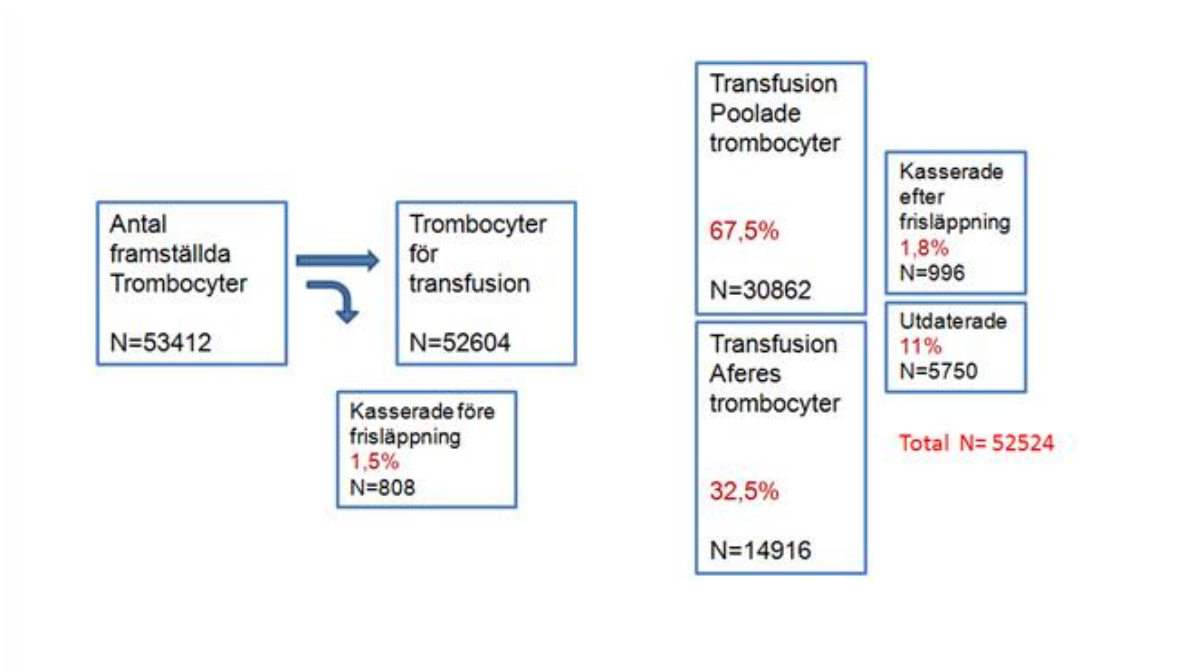 Antal
framställda
Trombocyter
N=53412
Trombocyter
för
transfusion
N=52604
Kasserade före
frisläppning
1,5%
N=808
Transfusion
Poolade
trombocyter
67,5%
N=30862
Transfusion
Aferes
trombocyter
32,5%
N=14916
Kasserade
efter
frisläppning
1,8%
N=996
Utdaterade
11%
N=5750
Total N= 52524